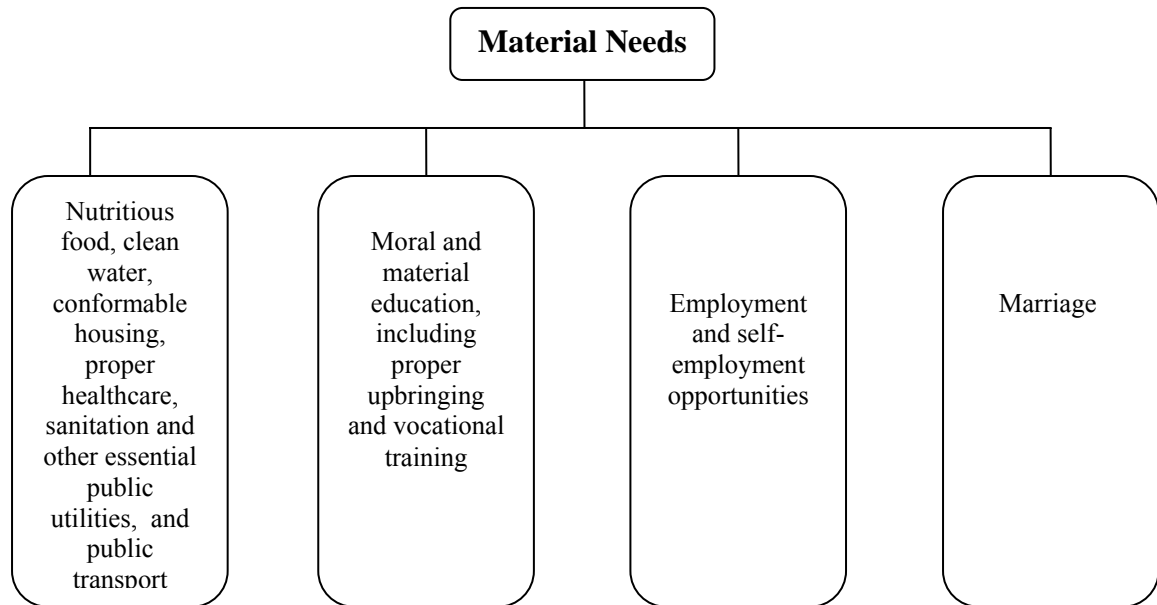 Material Needs
Nutritious
food, clean
water,
conformable
housing,
proper
healthcare,
sanitation and
other essential
public
utilities, and
public
transport
Moral and
material
education,
including
proper
upbringing
and vocational
training
Employment
and self-
employment
opportunities
Marriage